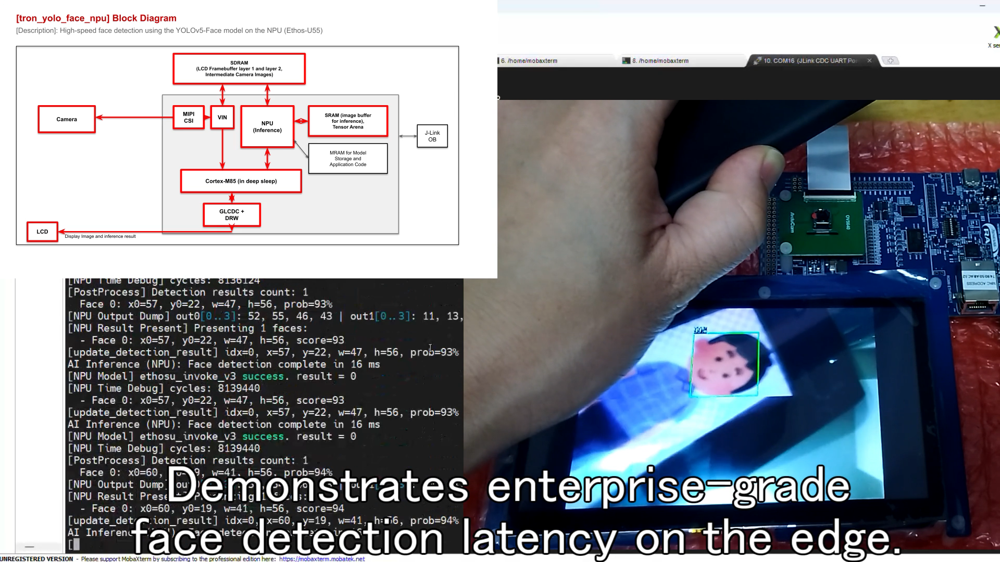 [tron_yolo_face_npu] Block Diagram
[Description]: High-speed face detection using the YOLOv5-Face model on the NPU (Ethos-U55)
SDRAM
(LCD Framebuffer layer 1 and layer 2,
Intermediate Camera Images)
Camera
MIPI
CSI
VIN
NPU
(Inference)
SRAM (image buffer
for inference),
Tensor Arena
J-Link
OB
MRAM for Model
Storage and
Application Code
Cortex-M85 (in deep sleep)
GLCDC +
DRW
LCD
Display Image and inference result
6. /home/mobaxterm
8. /home/mobaxterm
10. COM16 (JLink CDC UART Por
X ser
ArduCam
OV5640
RA
MAC ADDRESS
[NPU Time Debug] cycles: 8136124
[PostProcess] Detection results count: 1
Face 0: x0=57, y0=22, w=47, h=56, prob=93%
[NPU Output Dump] out0[0..3]: 52, 55, 46, 43 | out1[0..3]: 11, 13,
[NPU Result Present] Presenting 1 faces:
- Face 0: x0=57, y0=22, w=47, h=56, score=93
[update_detection_result] idx=0, x=57, y=22, w=47, h=56, prob=93%
AI Inference (NPU): Face detection complete in 16 ms
[NPU Model] ethosu_invoke_v3 success. result = 0
[NPU Time Debug] cycles: 8139440
- Face 0: x0=57, y0=22, w=47, h=56, score=93
[update_detection_result] idx=0, x=57, y=22, w=47, h=56, prob=93%
AI Inference (NPU): Face detection complete in 16 ms
[NPU Model] ethosu_invoke_v3 success. result = 0
[NPU Time Debug] cycles: 8139440
[PostProcess] Detection results count: 1
Face 0: x0=60, y0=19, w=41, h=56, prob=94%
[NPU Output Dump]
[NPU Result
- Face 0: x0=60, y0=19, w=41, h=56, score=94
[update_detection_result] idx=0, x=60, y=19, w=41, h=56, prob=94%
AI Inference
[
Demonstrates enterprise-grade
face detection latency on the edge.
UNREGISTERED VERSION - Please support MobaXterm by subscribing to the professional edition here: https://mobaxterm.mobatek.net